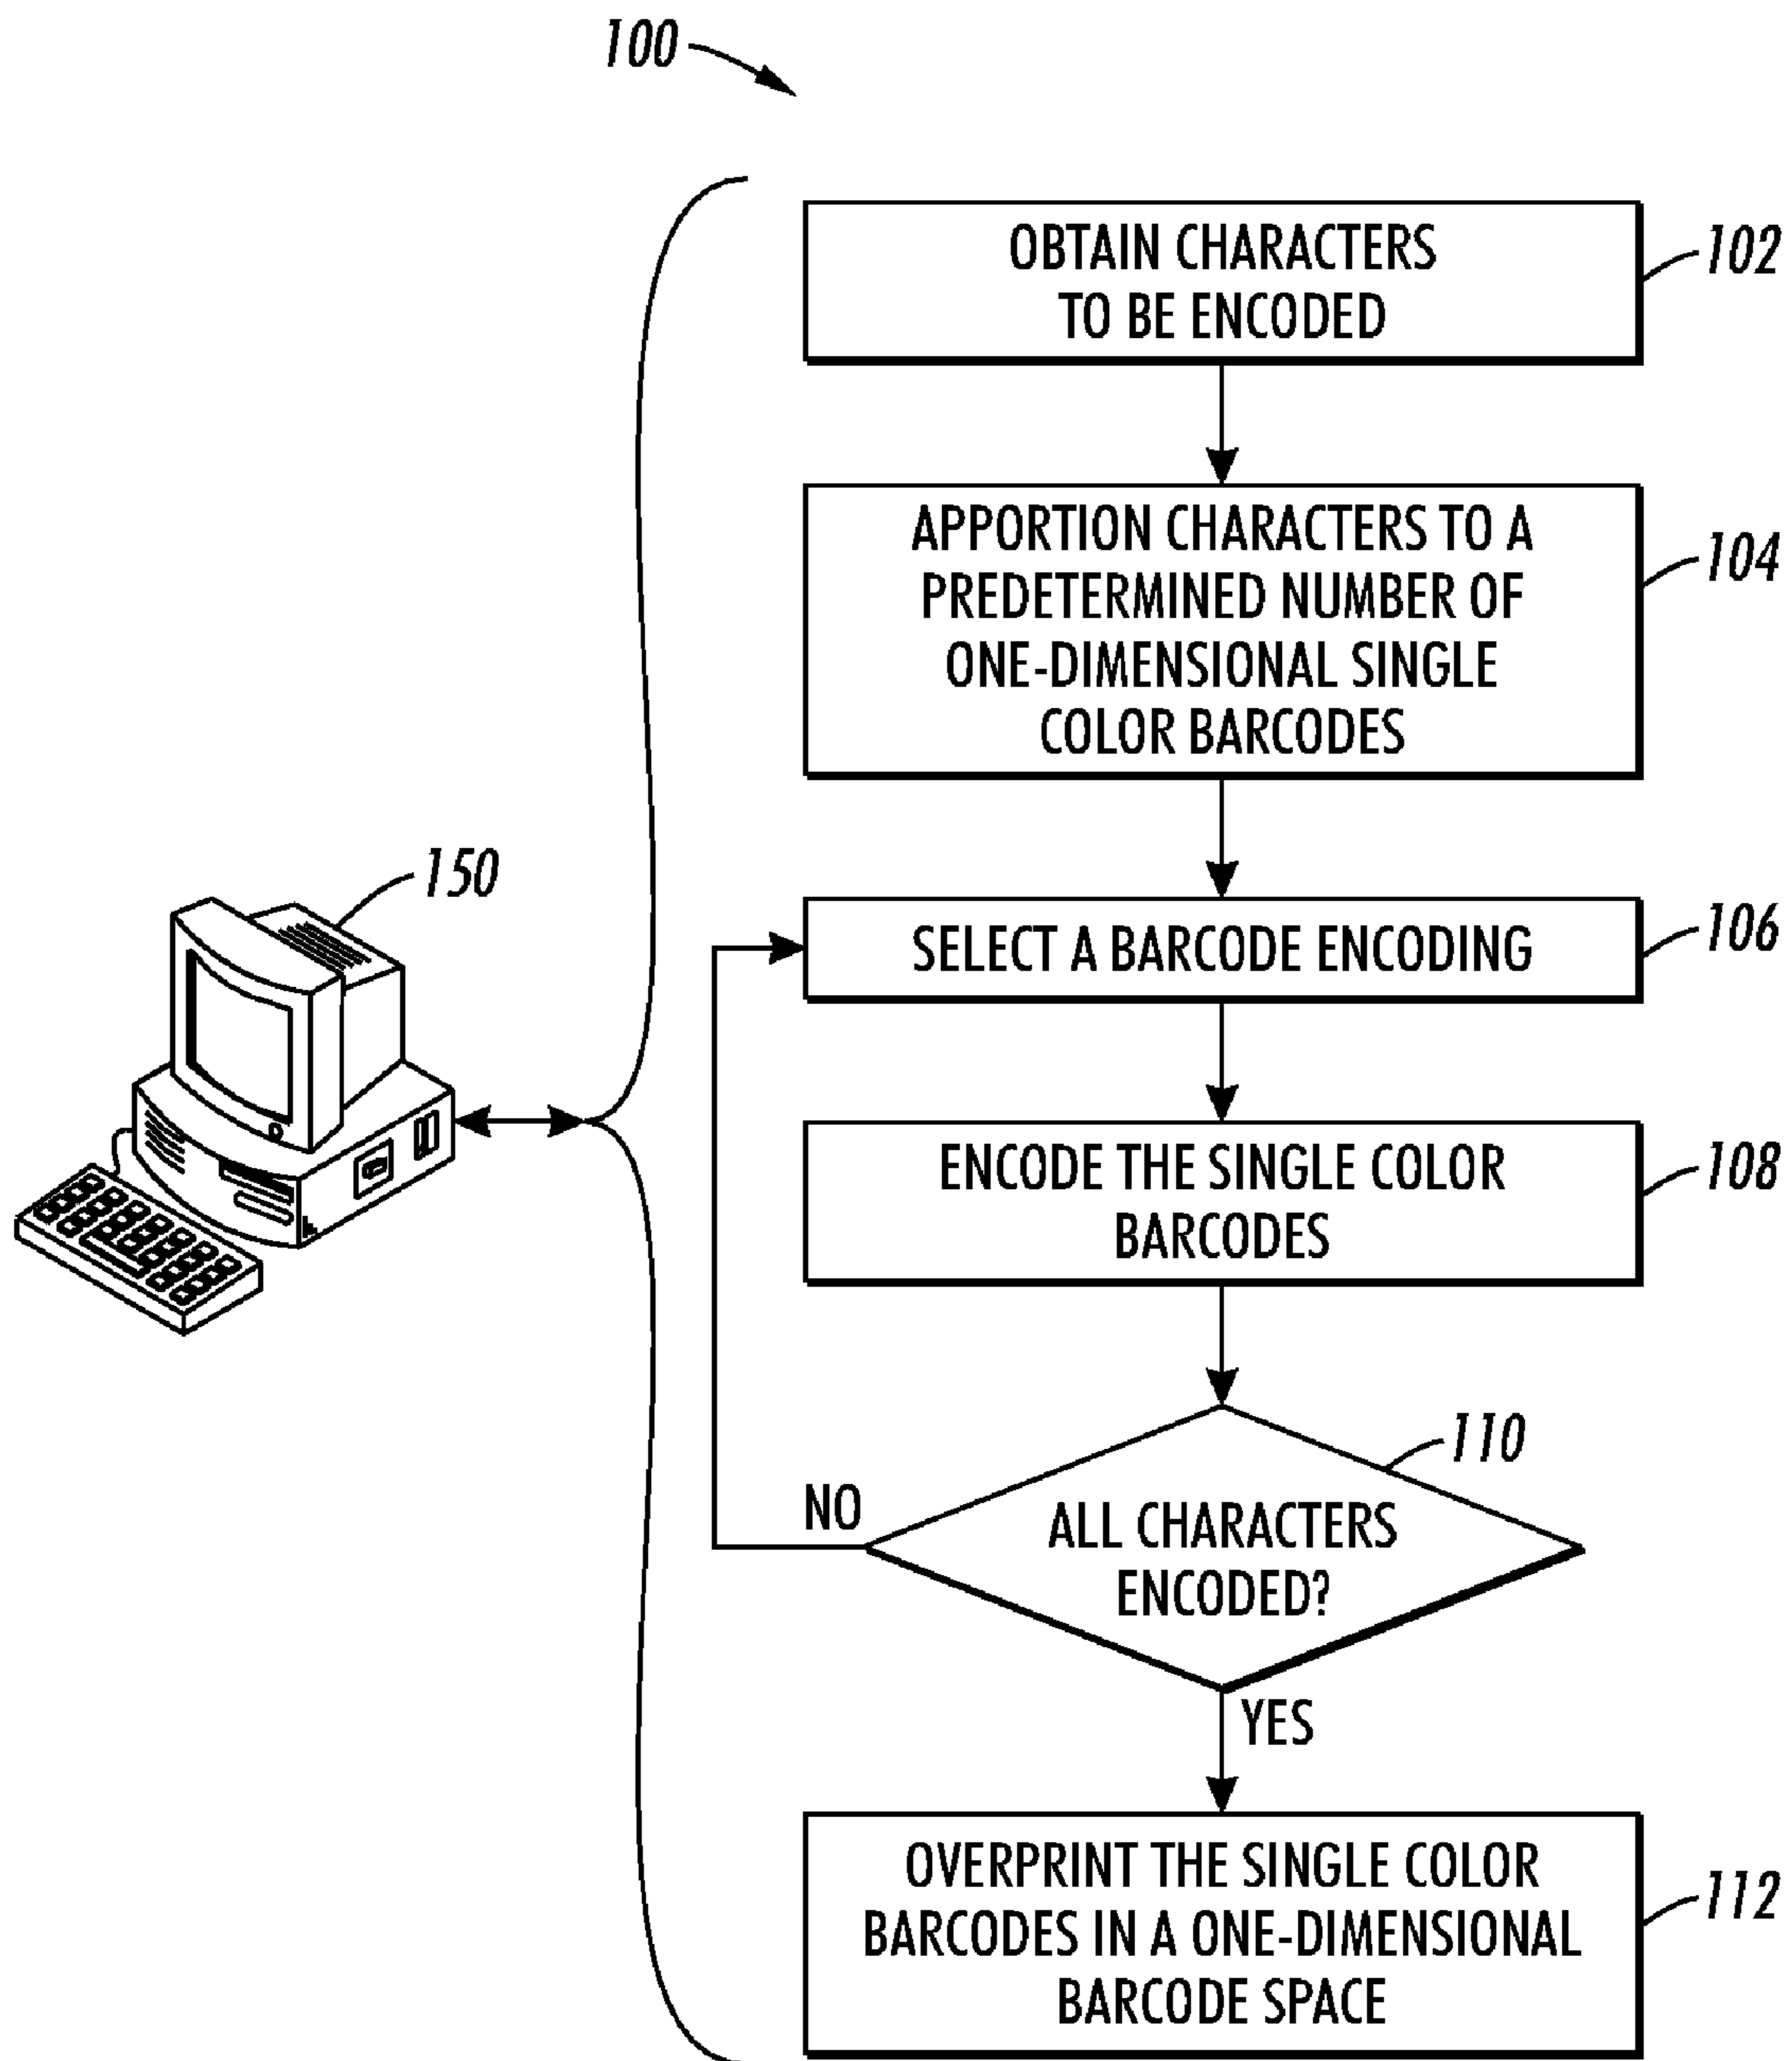 100
OBTAIN CHARACTERS
TO BE ENCODED
102
APPORTION CHARACTERS TO A
PREDETERMINED NUMBER OF
ONE-DIMENSIONAL SINGLE
COLOR BARCODES
104
150
SELECT A BARCODE ENCODING
106
ENCODE THE SINGLE COLOR
BARCODES
108
110
NO
ALL CHARACTERS
ENCODED?
YES
OVERPRINT THE SINGLE COLOR
BARCODES IN A ONE-DIMENSIONAL
BARCODE SPACE
112